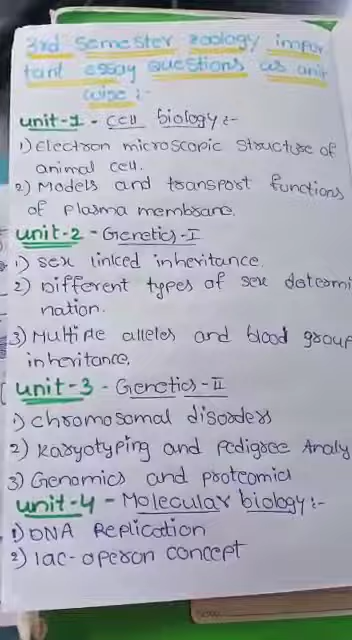 3rd semester zoology impor
tant essay questions as unit
wise :-
unit-1 - cell biology :-
1) Electron microscopic structure of
animal cell.
2) Models and transport functions
of plasma membrane.
unit-2 - Genetics-I
1) sex linked inheritance.
2) Different types of sex determi
nation.
3) Multiple alleles and blood group
inheritance.
unit-3 - Genetics-II
1) chromosomal disorders
2) Karyotyping and Pedigree Analy
3) Genomics and proteomics
unit-4 - Molecular biology :-
1) DNA Replication
2) lac-operon concept